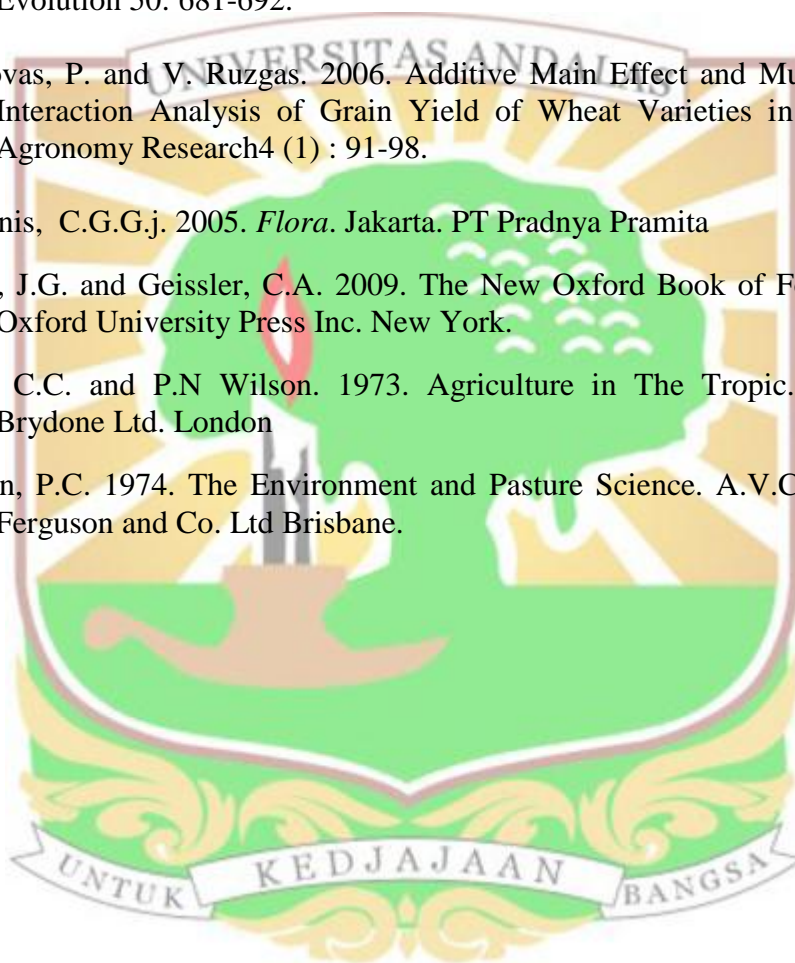 Evolution 50: 681-692.
UNIVERSITAS ANDALAS
ovas, P. and V. Ruzgas. 2006. Additive Main Effect and Mu
Interaction Analysis of Grain Yield of Wheat Varieties in
Agronomy Research4 (1) : 91-98.
nis, C.G.G.j. 2005. Flora. Jakarta. PT Pradnya Pramita
, J.G. and Geissler, C.A. 2009. The New Oxford Book of F
Oxford University Press Inc. New York.
C.C. and P.N Wilson. 1973. Agriculture in The Tropic.
Brydone Ltd. London
n, P.C. 1974. The Environment and Pasture Science. A.V.C
Ferguson and Co. Ltd Brisbane.
UNTUK KEDJAJAAN BANGSA